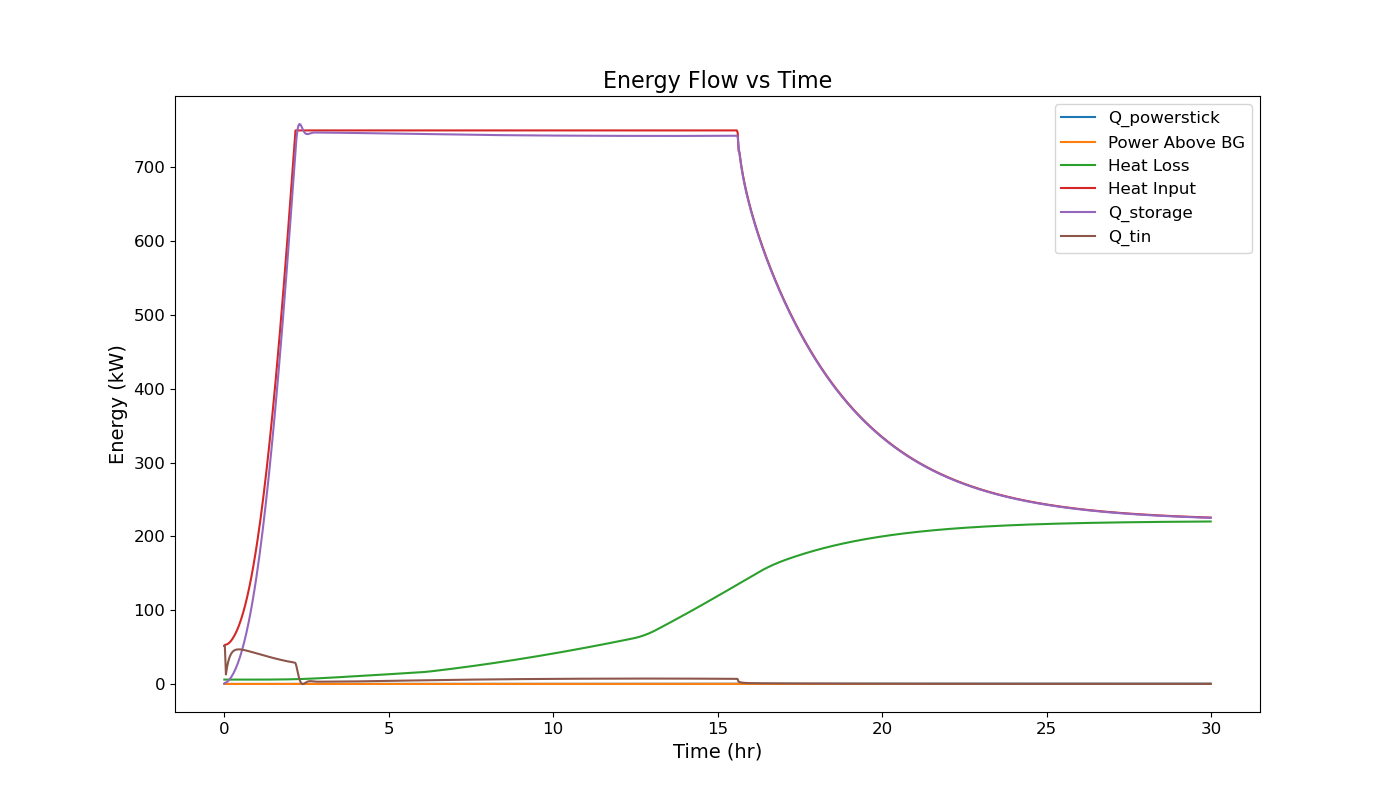 Energy Flow vs Time
Q_powerstick
Power Above BG
Heat Loss
Heat Input
Q_storage
Q_tin
Energy (kW)
700
600
500
400
300
200
100
0
0 5 10 15 20 25 30
Time (hr)